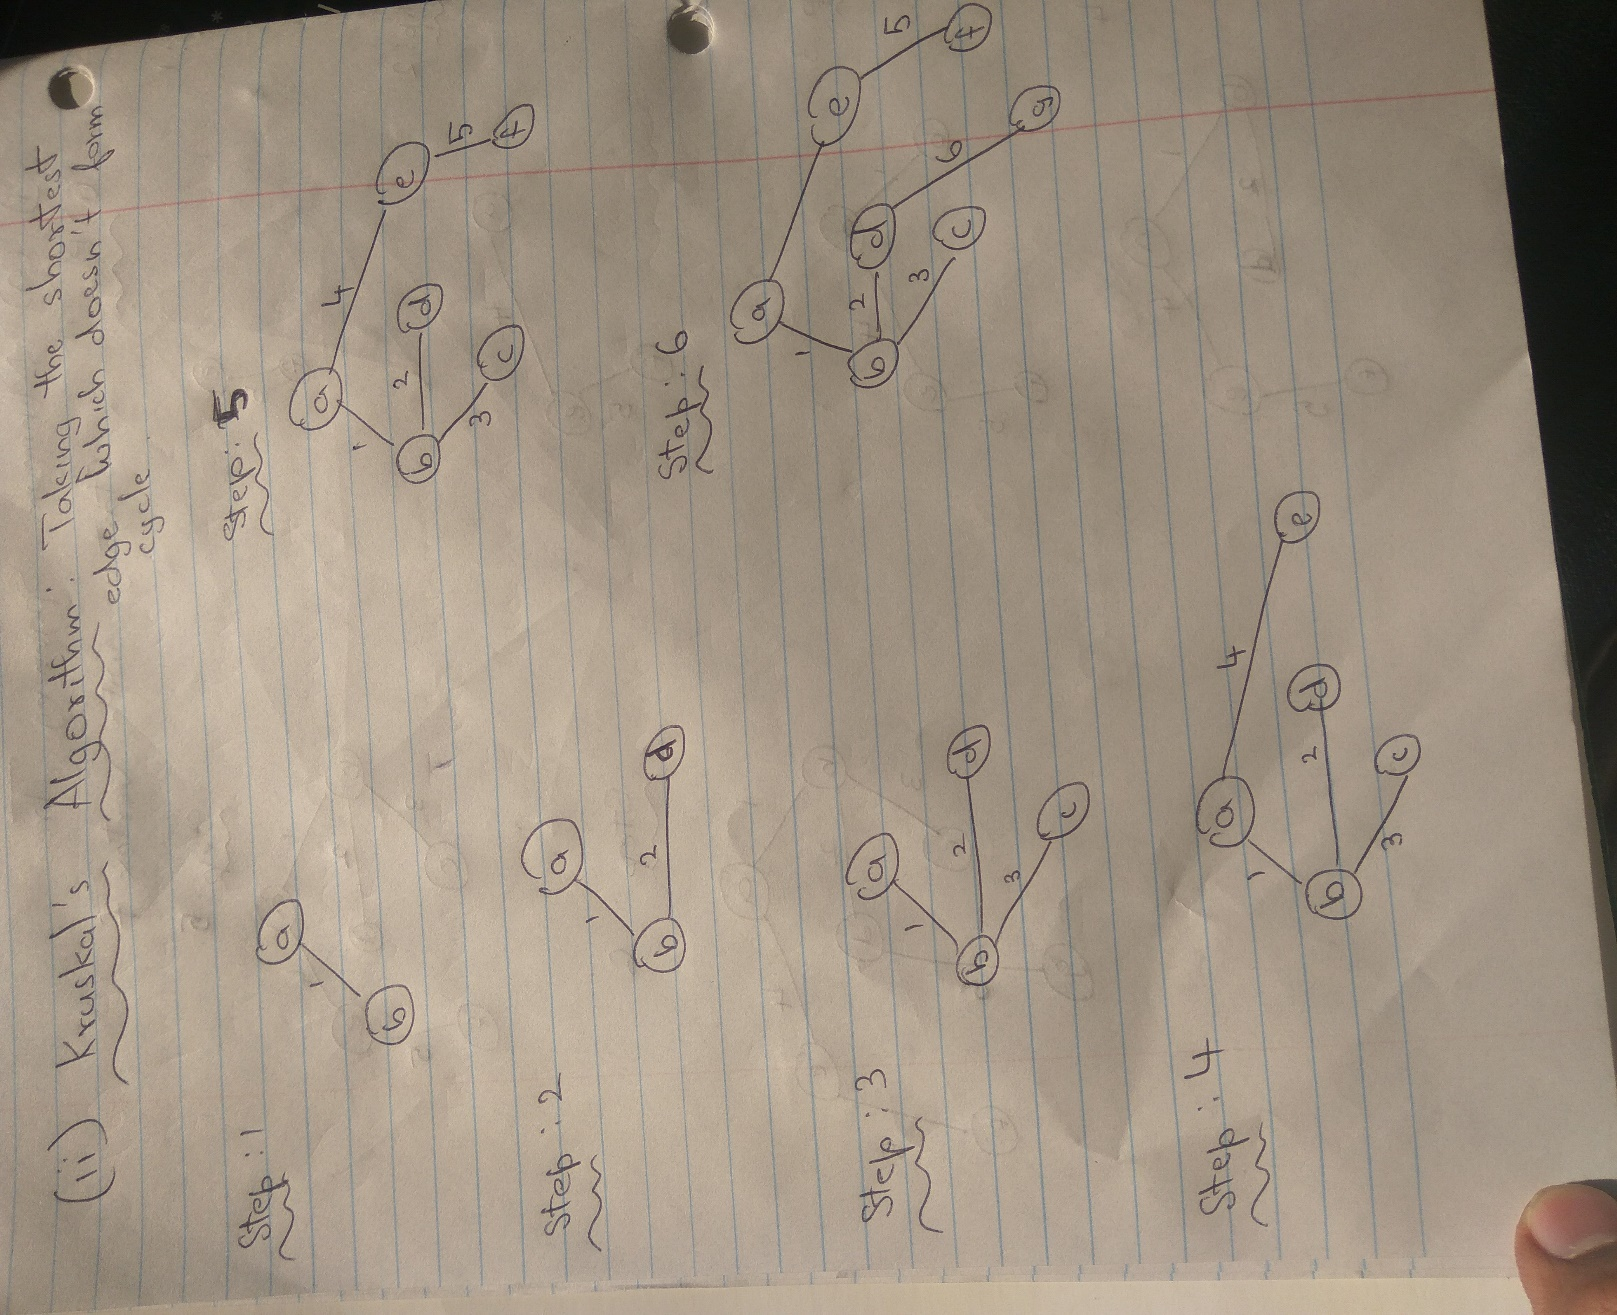 (ii) Kruskal's Algorithm: Taking the shortest
edge which doesn't form
cycle
Step:1
a
1
b
Step:2
a
1
2
b
d
Step:3
a
1
2
d
b
3
c
Step:4
a
4
e
1
2
d
b
3
c
Step:5
a
4
e
5
f
1
2
d
b
3
c
Step:6
a
e
5
f
1
2
d
6
g
b
3
c